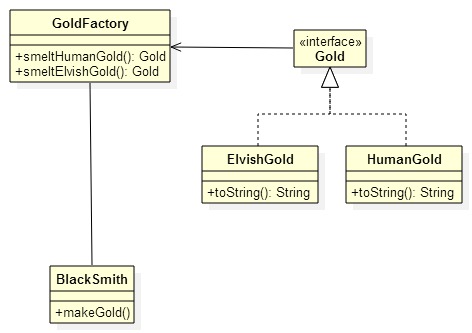 GoldFactory
+smeltHumanGold(): Gold
+smeltElvishGold(): Gold
«interface»
Gold
ElvishGold
+toString(): String
HumanGold
+toString(): String
BlackSmith
+makeGold()